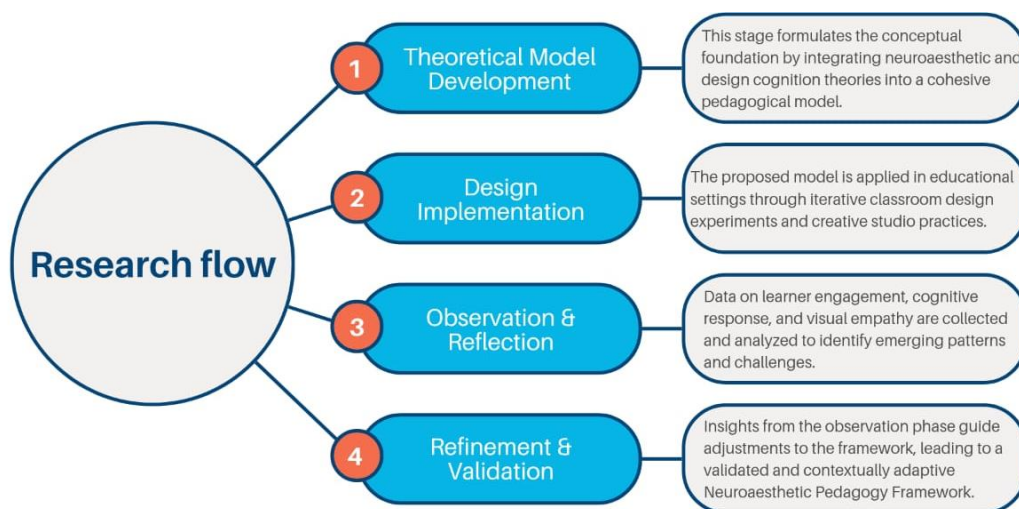 Research flow
1
Theoretical Model
Development
This stage formulates the conceptual
foundation by integrating neuroaesthetic and
design cognition theories into a cohesive
pedagogical model.
2
Design
Implementation
The proposed model is applied in educational
settings through iterative classroom design
experiments and creative studio practices.
3
Observation &
Reflection
Data on learner engagement, cognitive
response, and visual empathy are collected
and analyzed to identify emerging patterns
and challenges.
4
Refinement &
Validation
Insights from the observation phase guide
adjustments to the framework, leading to a
validated and contextually adaptive
Neuroaesthetic Pedagogy Framework.